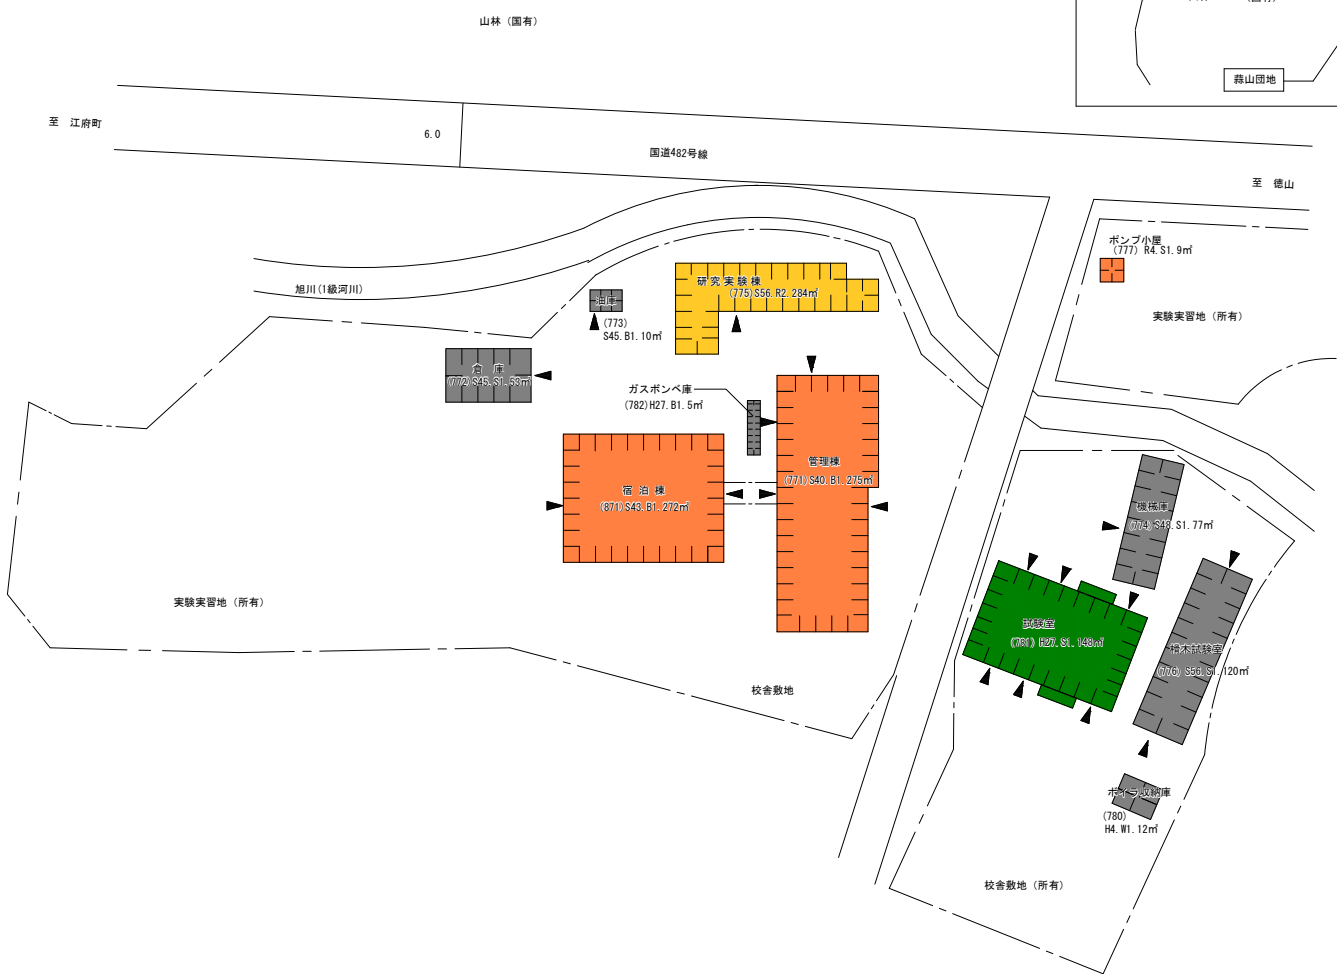 山林（国有）
蒜山団地
至　江府町
6.0
国道482号線
至　徳山
ポンプ小屋
(777) R4.S1.9㎡
研究実験棟
(775)S56.R2.284㎡
旭川(1級河川)
油庫
(773)
S45.B1.10㎡
実験実習地（所有）
倉　庫
(772)S45.S1.53㎡
ガスボンベ庫
(782)H27.B1.5㎡
管理棟
(771)S40.B1.275㎡
宿 泊 棟
(871)S43.B1.272㎡
機械庫
(774)S48.S1.77㎡
実験実習地（所有）
試験室
(781) H27.S1.148㎡
(776) S56.S1.120㎡
校舎敷地
ボイラ収納庫
(780)
H4.W1.12㎡
校舎敷地（所有）